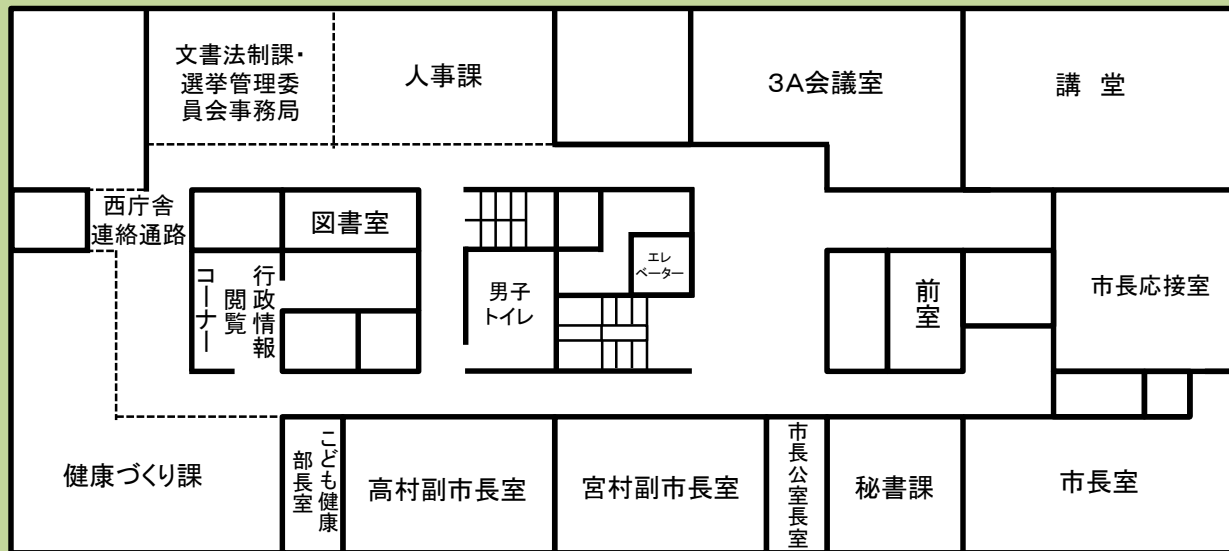 文書法制課・
選挙管理委
員会事務局
人事課
3A会議室
講 堂
西庁舎
連絡通路
図書室
エレ
ベーター
行政情報
閲覧
コーナー
男子
トイレ
前室
市長応接室
健康づくり課
こども健康
部長室
高村副市長室
宮村副市長室
市長公室長室
秘書課
市長室